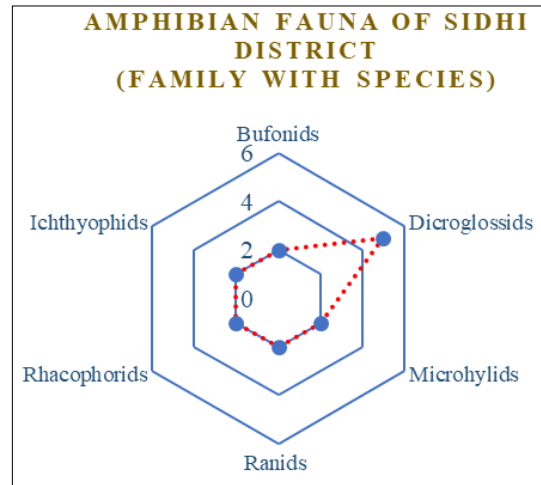 AMPHIBIAN FAUNA OF SIDHI
DISTRICT
(FAMILY WITH SPECIES)
Bufonids
6
4
Ichthyophids
Dicroglossids
2
0
Rhacophorids
Microhylids
Ranids